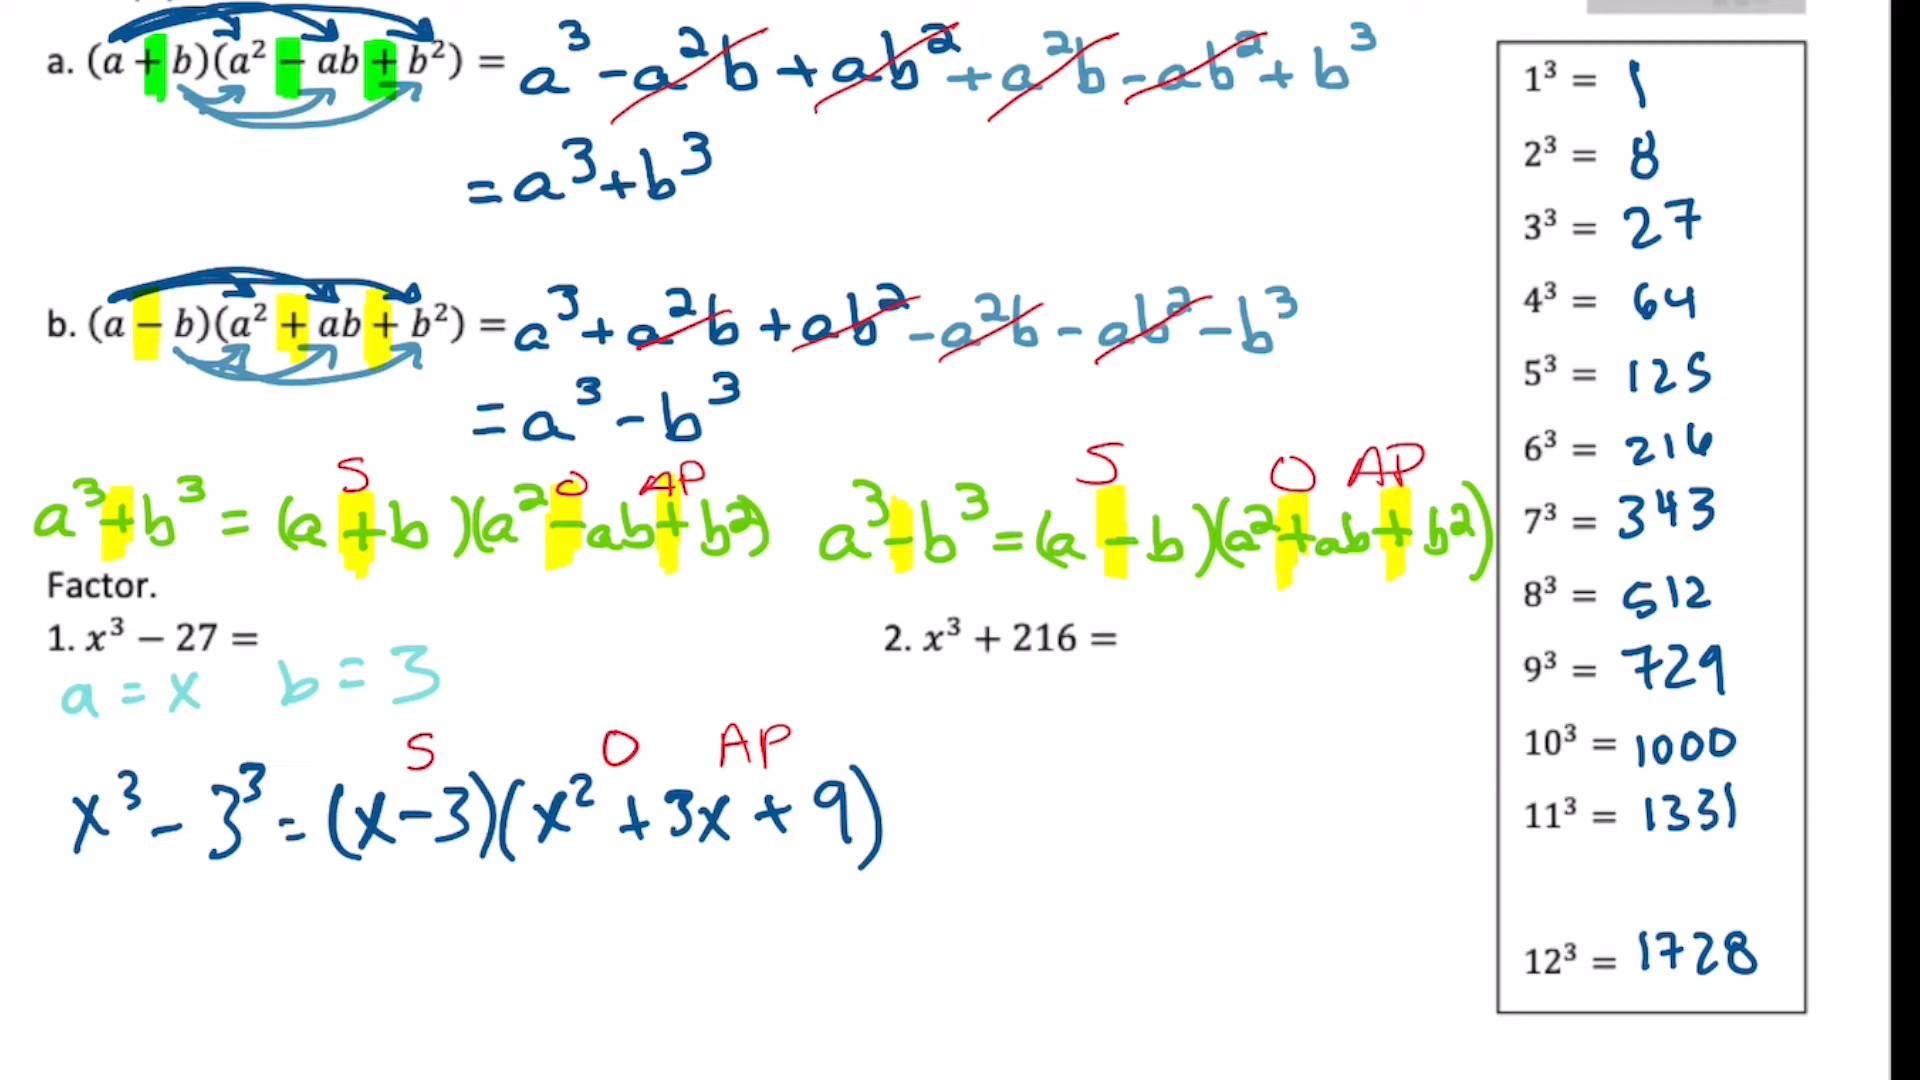 a. (a + b)(a² − ab + b²) = a³ - a²b + ab² + a²b - ab² + b³
= a³ + b³
b. (a − b)(a² + ab + b²) = a³ + a²b + ab² - a²b - ab² - b³
= a³ - b³
S O AP
a³ + b³ = (a + b)(a² - ab + b²)
S O AP
a³ - b³ = (a - b)(a² + ab + b²)
Factor.
1. x³ − 27 =
a = x b = 3
S O AP
x³ - 3³ = (x - 3)(x² + 3x + 9)
2. x³ + 216 =
1³ = 1
2³ = 8
3³ = 27
4³ = 64
5³ = 125
6³ = 216
7³ = 343
8³ = 512
9³ = 729
10³ = 1000
11³ = 1331
12³ = 1728